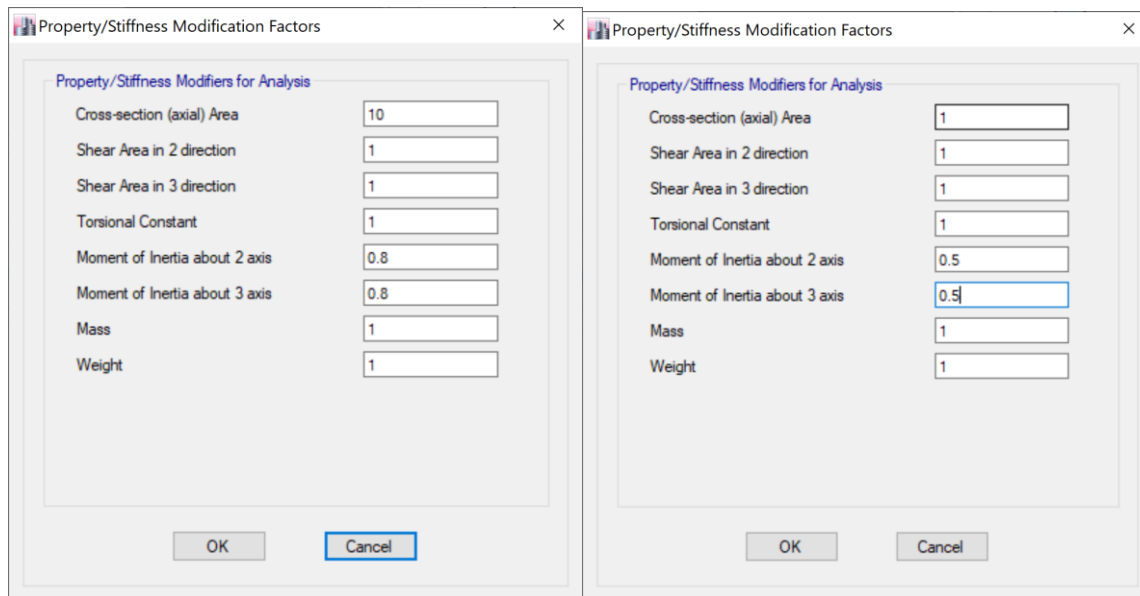 Property/Stiffness Modification Factors
Property/Stiffness Modifiers for Analysis
Cross-section (axial) Area 10
Shear Area in 2 direction 1
Shear Area in 3 direction 1
Torsional Constant 1
Moment of Inertia about 2 axis 0.8
Moment of Inertia about 3 axis 0.8
Mass 1
Weight 1
OK Cancel
Property/Stiffness Modification Factors
Property/Stiffness Modifiers for Analysis
Cross-section (axial) Area 1
Shear Area in 2 direction 1
Shear Area in 3 direction 1
Torsional Constant 1
Moment of Inertia about 2 axis 0.5
Moment of Inertia about 3 axis 0.5
Mass 1
Weight 1
OK Cancel